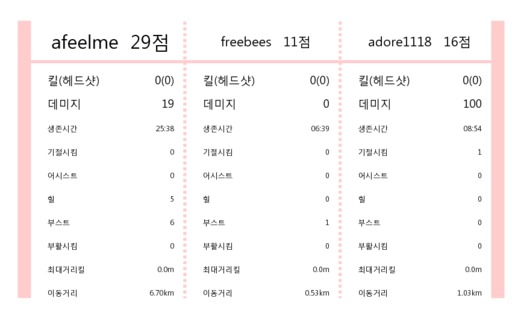 afeelme 29점 freebees 11점 adore1118 16점
킬(헤드샷) 0(0) 킬(헤드샷) 0(0) 킬(헤드샷) 0(0)
데미지 19 데미지 0 데미지 100
생존시간 25:38 생존시간 06:39 생존시간 08:54
기절시킴 0 기절시킴 0 기절시킴 1
어시스트 0 어시스트 0 어시스트 0
힐 5 힐 0 힐 0
부스트 6 부스트 1 부스트 0
부활시킴 0 부활시킴 0 부활시킴 0
최대거리킬 0.0m 최대거리킬 0.0m 최대거리킬 0.0m
이동거리 6.70km 이동거리 0.53km 이동거리 1.03km